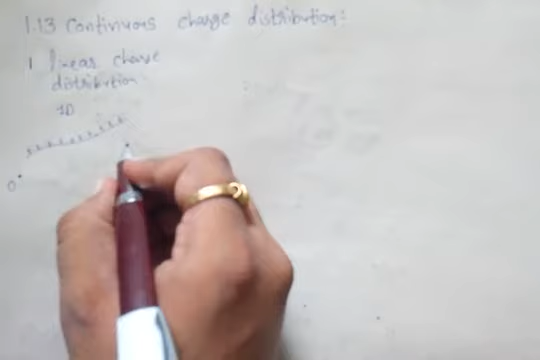 1.13 Continuous charge distribution:-
1 linear charge
distribution
1D
O